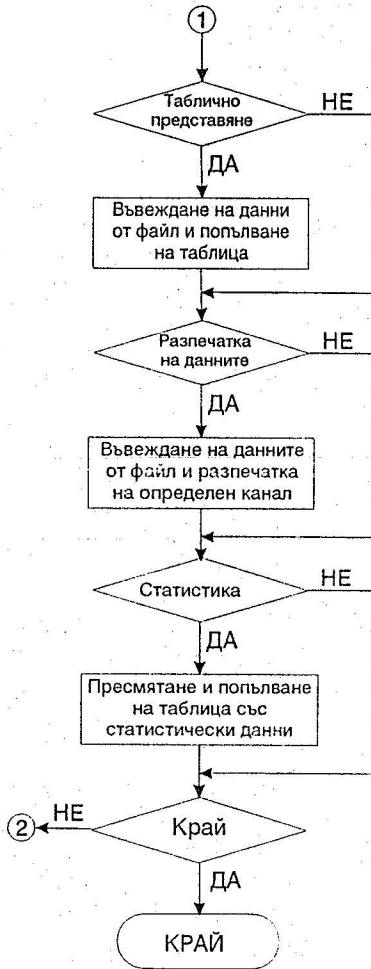 1
Таблично
представяне
НЕ
ДА
Въвеждане на данни
от файл и попълване
на таблица
Разпечатка
на данните
НЕ
ДА
Въвеждане на данните
от файл и разпечатка
на определен канал
Статистика
НЕ
ДА
Пресмятане и попълване
на таблица със
статистически данни
2
НЕ
Край
ДА
КРАЙ